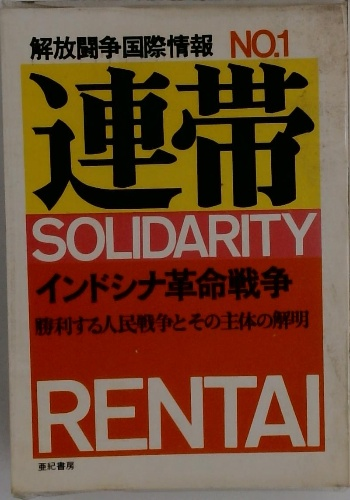 解放闘争国際情報 NO.1
連帯
SOLIDARITY
インドシナ革命戦争
勝利する人民戦争とその主体の解明
RENTAI
亜紀書房